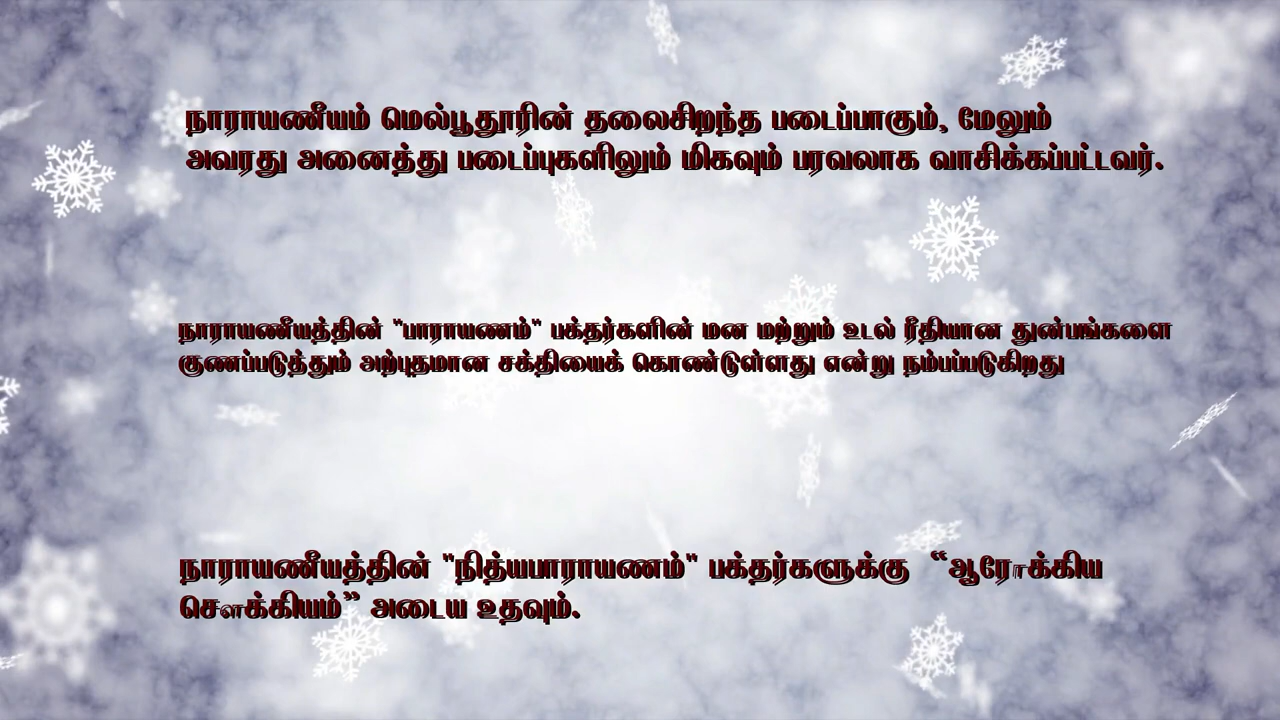 நாராயணீயம் மெல்பூதூரின் தலைசிறந்த படைப்பாகும், மேலும்
அவரது அனைத்து படைப்புகளிலும் மிகவும் பரவலாக வாசிக்கப்பட்டவர்.
நாராயணீயத்தின் "பாராயணம்" பக்தர்களின் மன மற்றும் உடல் ரீதியான துன்பங்களை
குணப்படுத்தும் அற்புதமான சக்தியைக் கொண்டுள்ளது என்று நம்பப்படுகிறது
நாராயணீயத்தின் "நித்யபாராயணம்" பக்தர்களுக்கு “ஆரோக்கிய
சௌக்கியம்” அடைய உதவும்.